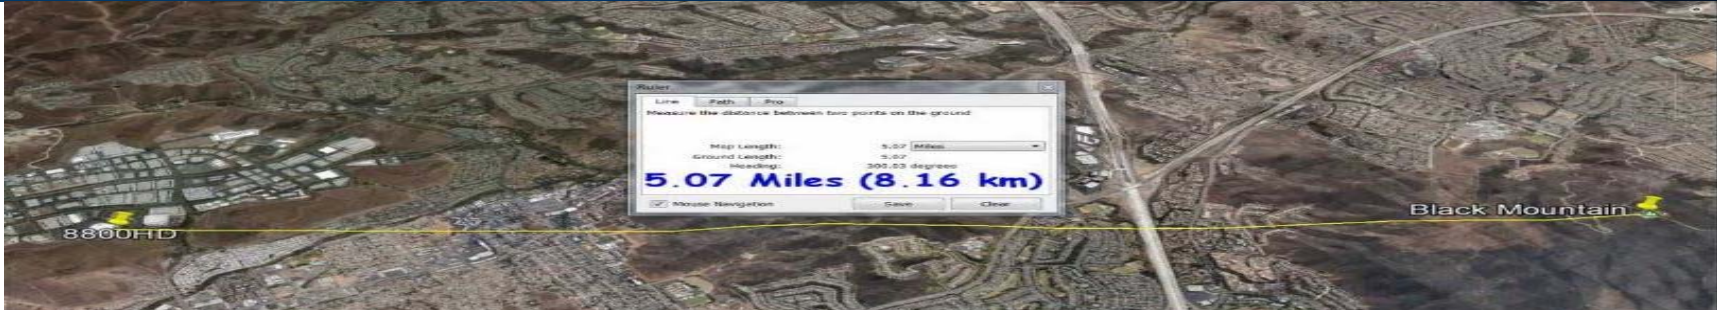 Ruler
Line Path Pro
Measure the distance between two points on the ground
Map Length: 5.07 Miles
Ground Length: 5.07
Heading: degrees
5.07 Miles (8.16 km)
Mouse Navigation Save Clear
Black Mountain
8800HD